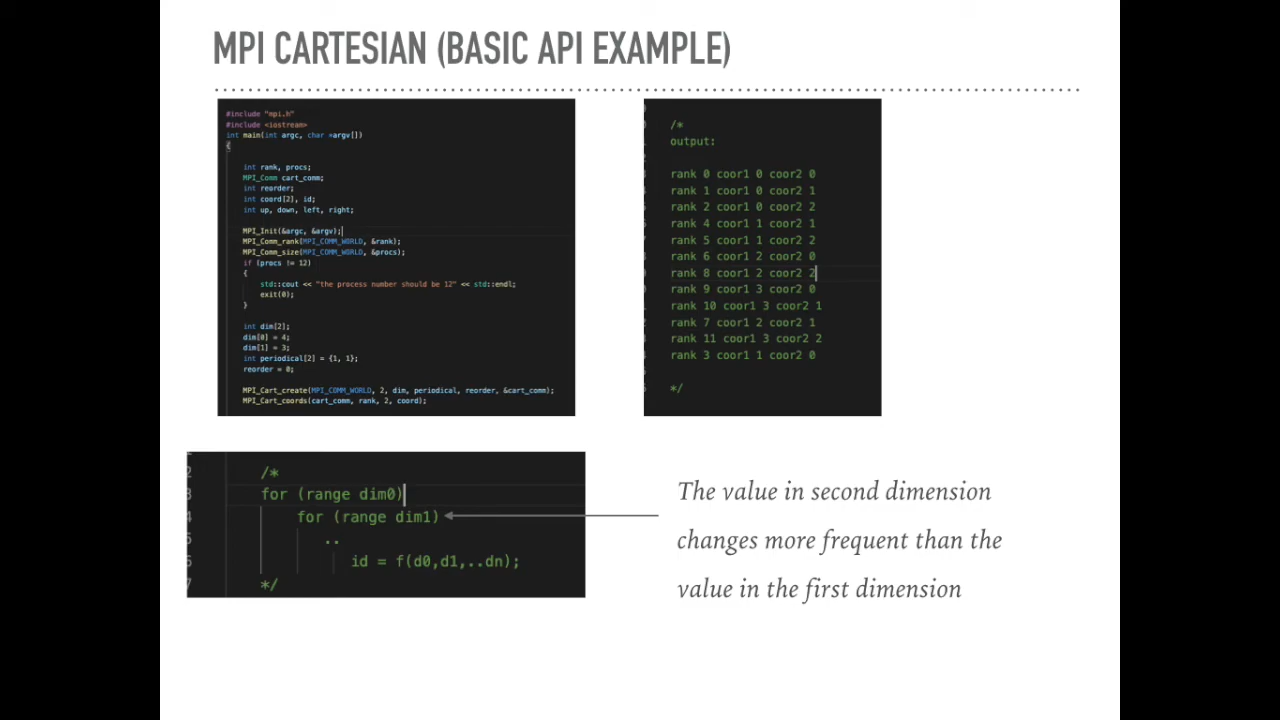 MPI CARTESIAN (BASIC API EXAMPLE)
#include "mpi.h"
#include <iostream>
int main(int argc, char *argv[])
{
int rank, procs;
MPI_Comm cart_comm;
int reorder;
int coord[2], id;
int up, down, left, right;
MPI_Init(&argc, &argv);
MPI_Comm_rank(MPI_COMM_WORLD, &rank);
MPI_Comm_size(MPI_COMM_WORLD, &procs);
if (procs != 12)
{
std::cout << "the process number should be 12" << std::endl;
exit(0);
}
int dim[2];
dim[0] = 4;
dim[1] = 3;
int periodical[2] = {1, 1};
reorder = 0;
MPI_Cart_create(MPI_COMM_WORLD, 2, dim, periodical, reorder, &cart_comm);
MPI_Cart_coords(cart_comm, rank, 2, coord);
/*
output:
rank 0 coor1 0 coor2 0
rank 1 coor1 0 coor2 1
rank 2 coor1 0 coor2 2
rank 4 coor1 1 coor2 1
rank 5 coor1 1 coor2 2
rank 6 coor1 2 coor2 0
rank 8 coor1 2 coor2 2
rank 9 coor1 3 coor2 0
rank 10 coor1 3 coor2 1
rank 7 coor1 2 coor2 1
rank 11 coor1 3 coor2 2
rank 3 coor1 1 coor2 0
*/
2 /*
3 for (range dim0)
4 for (range dim1)
5 ..
6 id = f(d0,d1,..dn);
7 */
The value in second dimension
changes more frequent than the
value in the first dimension